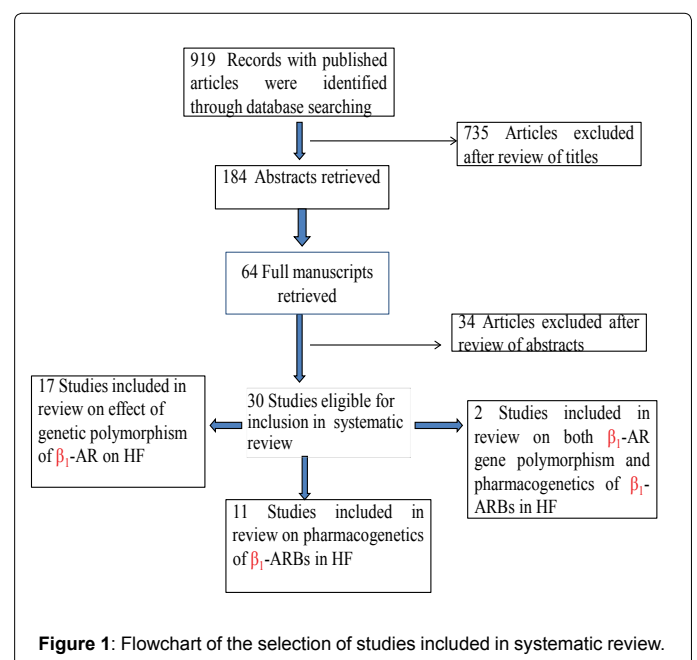 919 Records with published
articles were identified
through database searching
735 Articles excluded
after review of titles
184 Abstracts retrieved
64 Full manuscripts
retrieved
34 Articles excluded after
review of abstracts
17 Studies included in
review on effect of
genetic polymorphism
of β₁-AR on HF
30 Studies eligible for
inclusion in systematic
review
2 Studies included in
review on both β₁-AR
gene polymorphism and
pharmacogenetics of β₁-
ARBs in HF
11 Studies included in
review on pharmacogenetics
of β₁-ARBs in HF
Figure 1: Flowchart of the selection of studies included in systematic review.